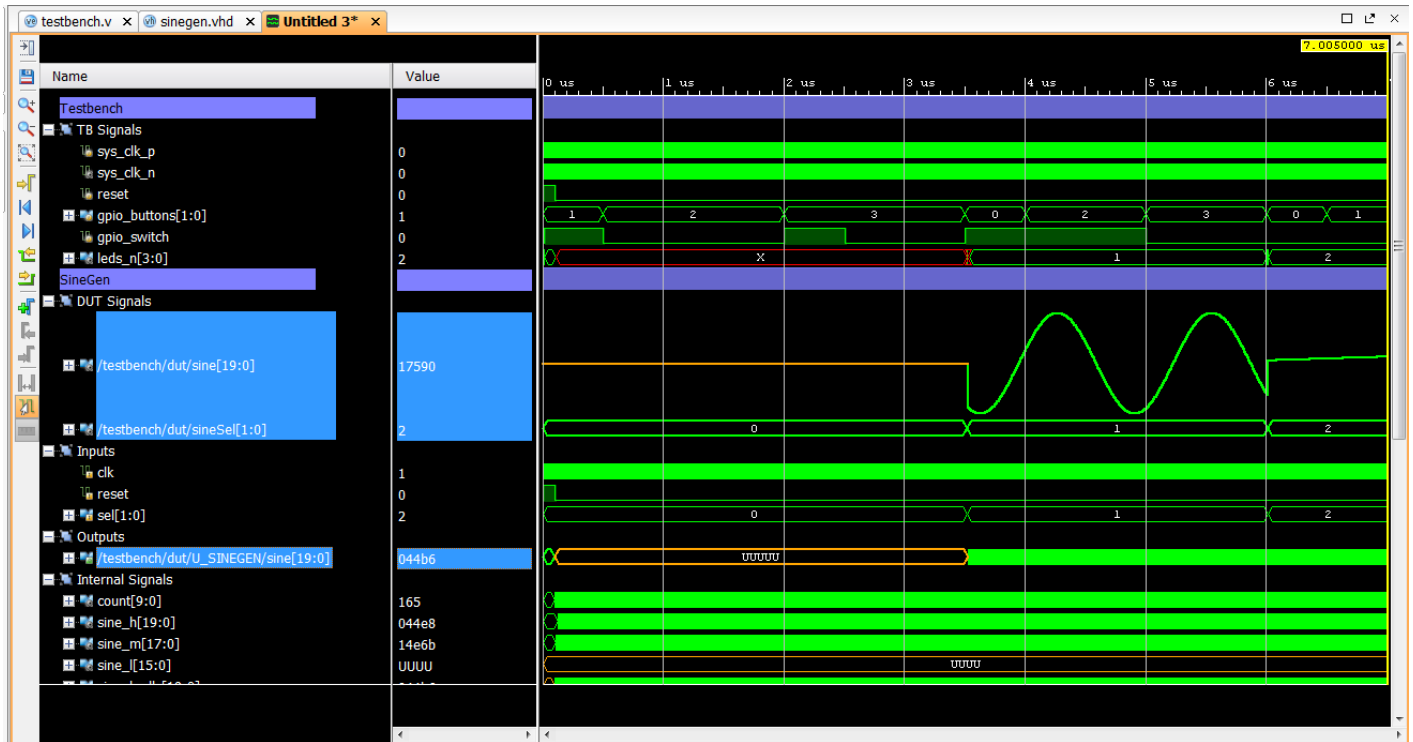 testbench.v × sinegen.vhd × Untitled 3* ×
7.005000 us
Name Value
0 us 1 us 2 us 3 us 4 us 5 us 6 us
Testbench
TB Signals
sys_clk_p 0
sys_clk_n 0
reset 0
gpio_buttons[1:0] 1 1 2 3 0 2 3 0 1
gpio_switch 0
leds_n[3:0] 2 X 1 2
SineGen
DUT Signals
/testbench/dut/sine[19:0] 17590
/testbench/dut/sineSel[1:0] 2 0 1 2
Inputs
clk 1
reset 0
sel[1:0] 2 0 1 2
Outputs
/testbench/dut/U_SINEGEN/sine[19:0] 044b6 UUUUU
Internal Signals
count[9:0] 165
sine_h[19:0] 044e8
sine_m[17:0] 14e6b
sine_l[15:0] UUUU UUUU